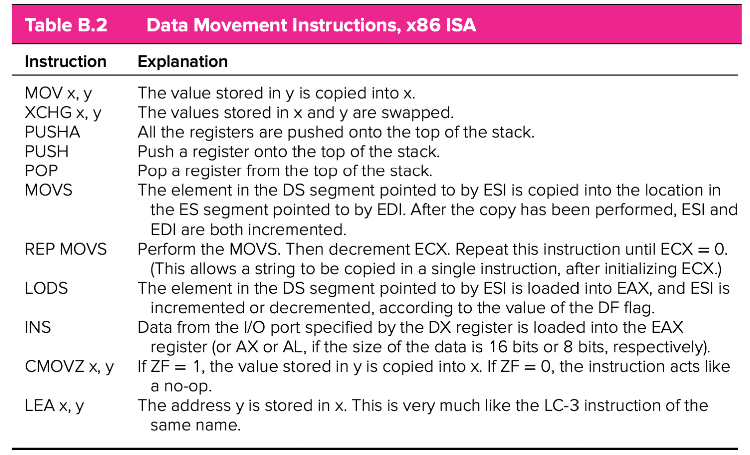 Table B.2 Data Movement Instructions, x86 ISA
Instruction Explanation
MOV x, y The value stored in y is copied into x.
XCHG x, y The values stored in x and y are swapped.
PUSHA All the registers are pushed onto the top of the stack.
PUSH Push a register onto the top of the stack.
POP Pop a register from the top of the stack.
MOVS The element in the DS segment pointed to by ESI is copied into the location in
the ES segment pointed to by EDI. After the copy has been performed, ESI and
EDI are both incremented.
REP MOVS Perform the MOVS. Then decrement ECX. Repeat this instruction until ECX = 0.
(This allows a string to be copied in a single instruction, after initializing ECX.)
LODS The element in the DS segment pointed to by ESI is loaded into EAX, and ESI is
incremented or decremented, according to the value of the DF flag.
INS Data from the I/O port specified by the DX register is loaded into the EAX
register (or AX or AL, if the size of the data is 16 bits or 8 bits, respectively).
CMOVZ x, y If ZF = 1, the value stored in y is copied into x. If ZF = 0, the instruction acts like
a no-op.
LEA x, y The address y is stored in x. This is very much like the LC-3 instruction of the
same name.